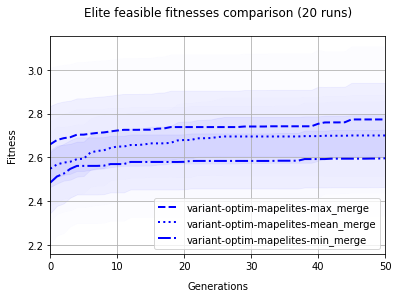 Elite feasible fitnesses comparison (20 runs)
3.0
2.8
2.6
2.4
2.2
Fitness
0 10 20 30 40 50
Generations
variant-optim-mapelites-max_merge
variant-optim-mapelites-mean_merge
variant-optim-mapelites-min_merge